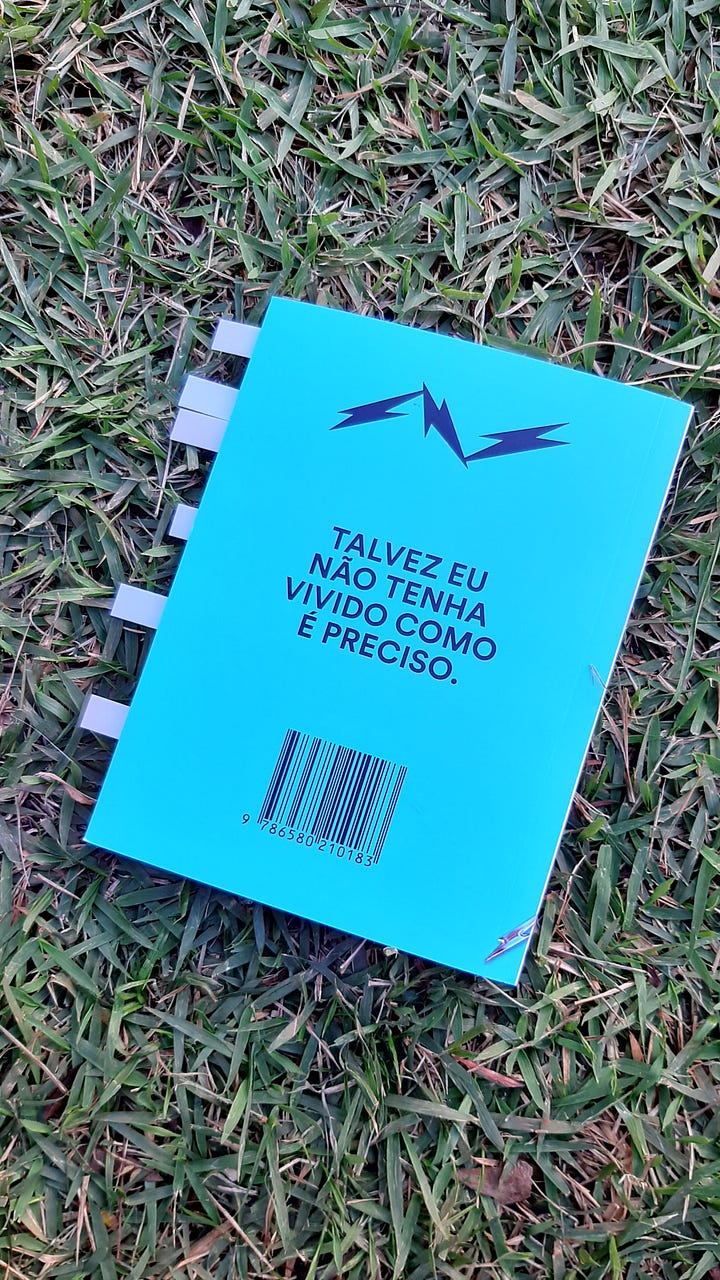 TALVEZ EU
NÃO TENHA
VIVIDO COMO
É PRECISO.
9 786580 210183